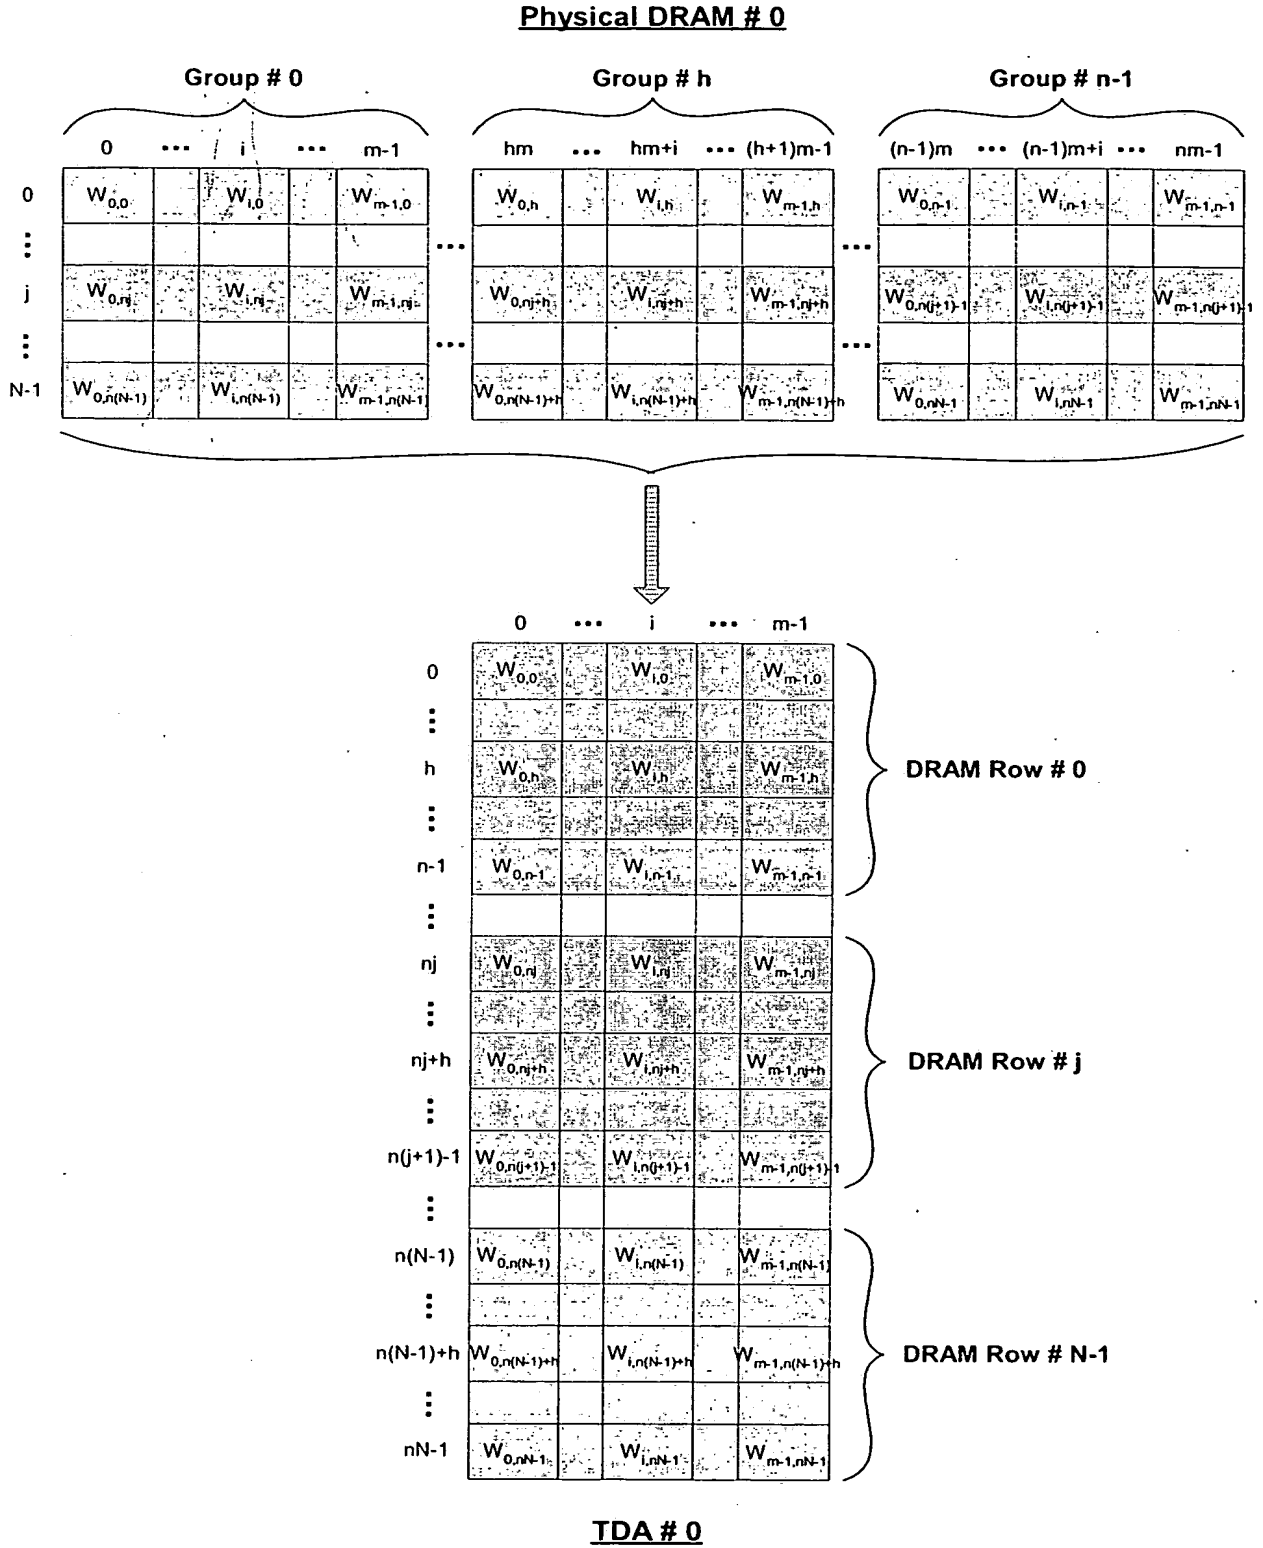 Physical DRAM # 0
Group # 0 Group # h Group # n-1
0 ••• i ••• m-1 hm ••• hm+i ••• (h+1)m-1 (n-1)m ••• (n-1)m+i ••• nm-1
0 W0,0 Wi,0 Wm-1,0 W0,h Wi,h Wm-1,h W0,n-1 Wi,n-1 Wm-1,n-1
••• ••• •••
j W0,nj Wi,nj Wm-1,nj W0,nj+h Wi,nj+h Wm-1,nj+h W0,n(j+1)-1 Wi,n(j+1)-1 Wm-1,n(j+1)-1
••• ••• •••
N-1 W0,n(N-1) Wi,n(N-1) Wm-1,n(N-1) W0,n(N-1)+h Wi,n(N-1)+h Wm-1,n(N-1)+h W0,nN-1 Wi,nN-1 Wm-1,nN-1
0 ••• i ••• m-1
0 W0,0 Wi,0 Wm-1,0
•••
h W0,h Wi,h Wm-1,h DRAM Row # 0
•••
n-1 W0,n-1 Wi,n-1 Wm-1,n-1
•••
nj W0,nj Wi,nj Wm-1,nj
•••
nj+h W0,nj+h Wi,nj+h Wm-1,nj+h DRAM Row # j
•••
n(j+1)-1 W0,n(j+1)-1 Wi,n(j+1)-1 Wm-1,n(j+1)-1
•••
n(N-1) W0,n(N-1) Wi,n(N-1) Wm-1,n(N-1)
•••
n(N-1)+h W0,n(N-1)+h Wi,n(N-1)+h Wm-1,n(N-1)+h DRAM Row # N-1
•••
nN-1 W0,nN-1 Wi,nN-1 Wm-1,nN-1
TDA # 0